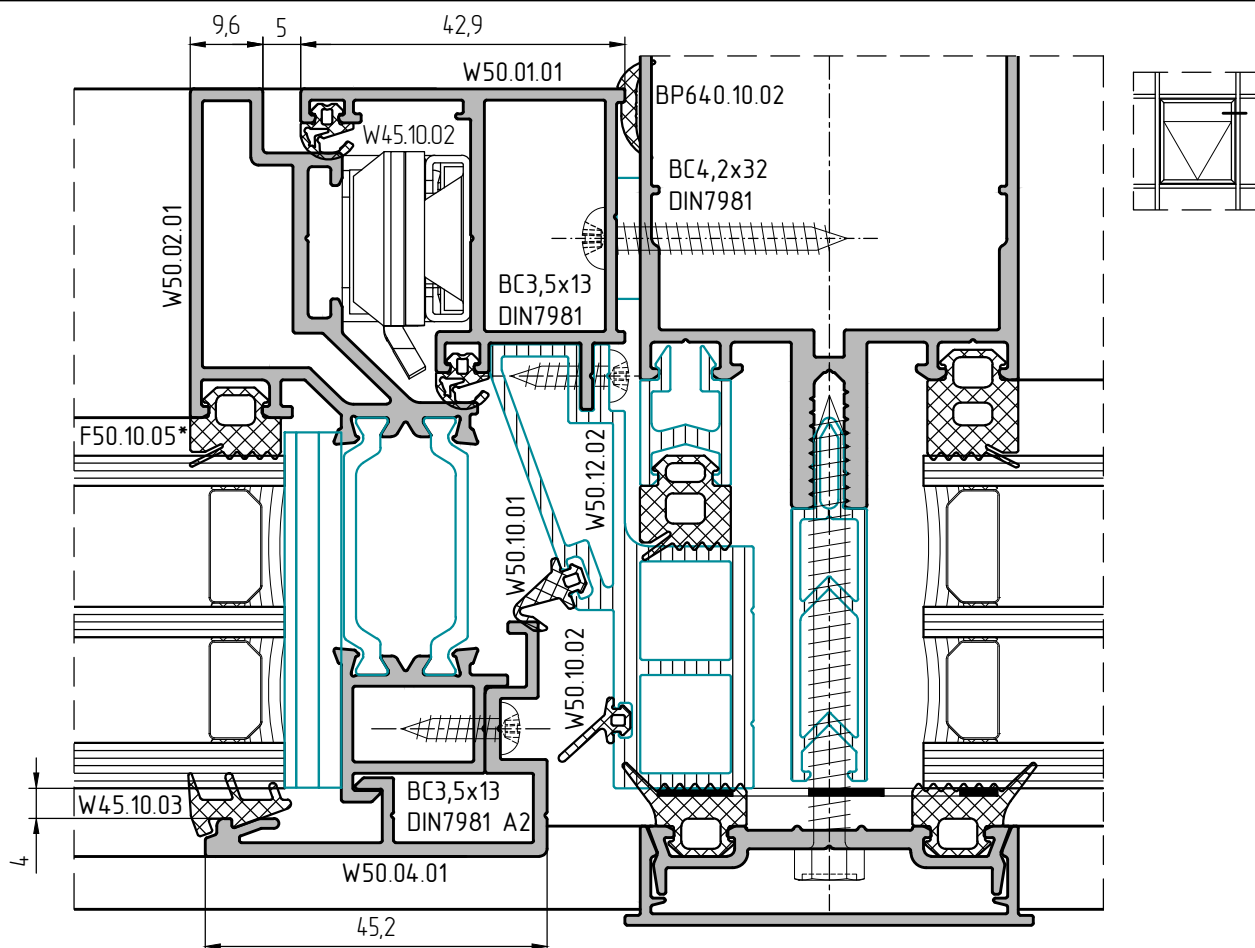 9,6
5
42,9
W50.01.01
BP640.10.02
W45.10.02
BC4,2x32
DIN7981
W50.02.01
BC3,5x13
DIN7981
F50.10.05*
W50.12.02
W50.10.01
W50.10.02
W45.10.03
BC3,5x13
DIN7981 A2
4
W50.04.01
45,2